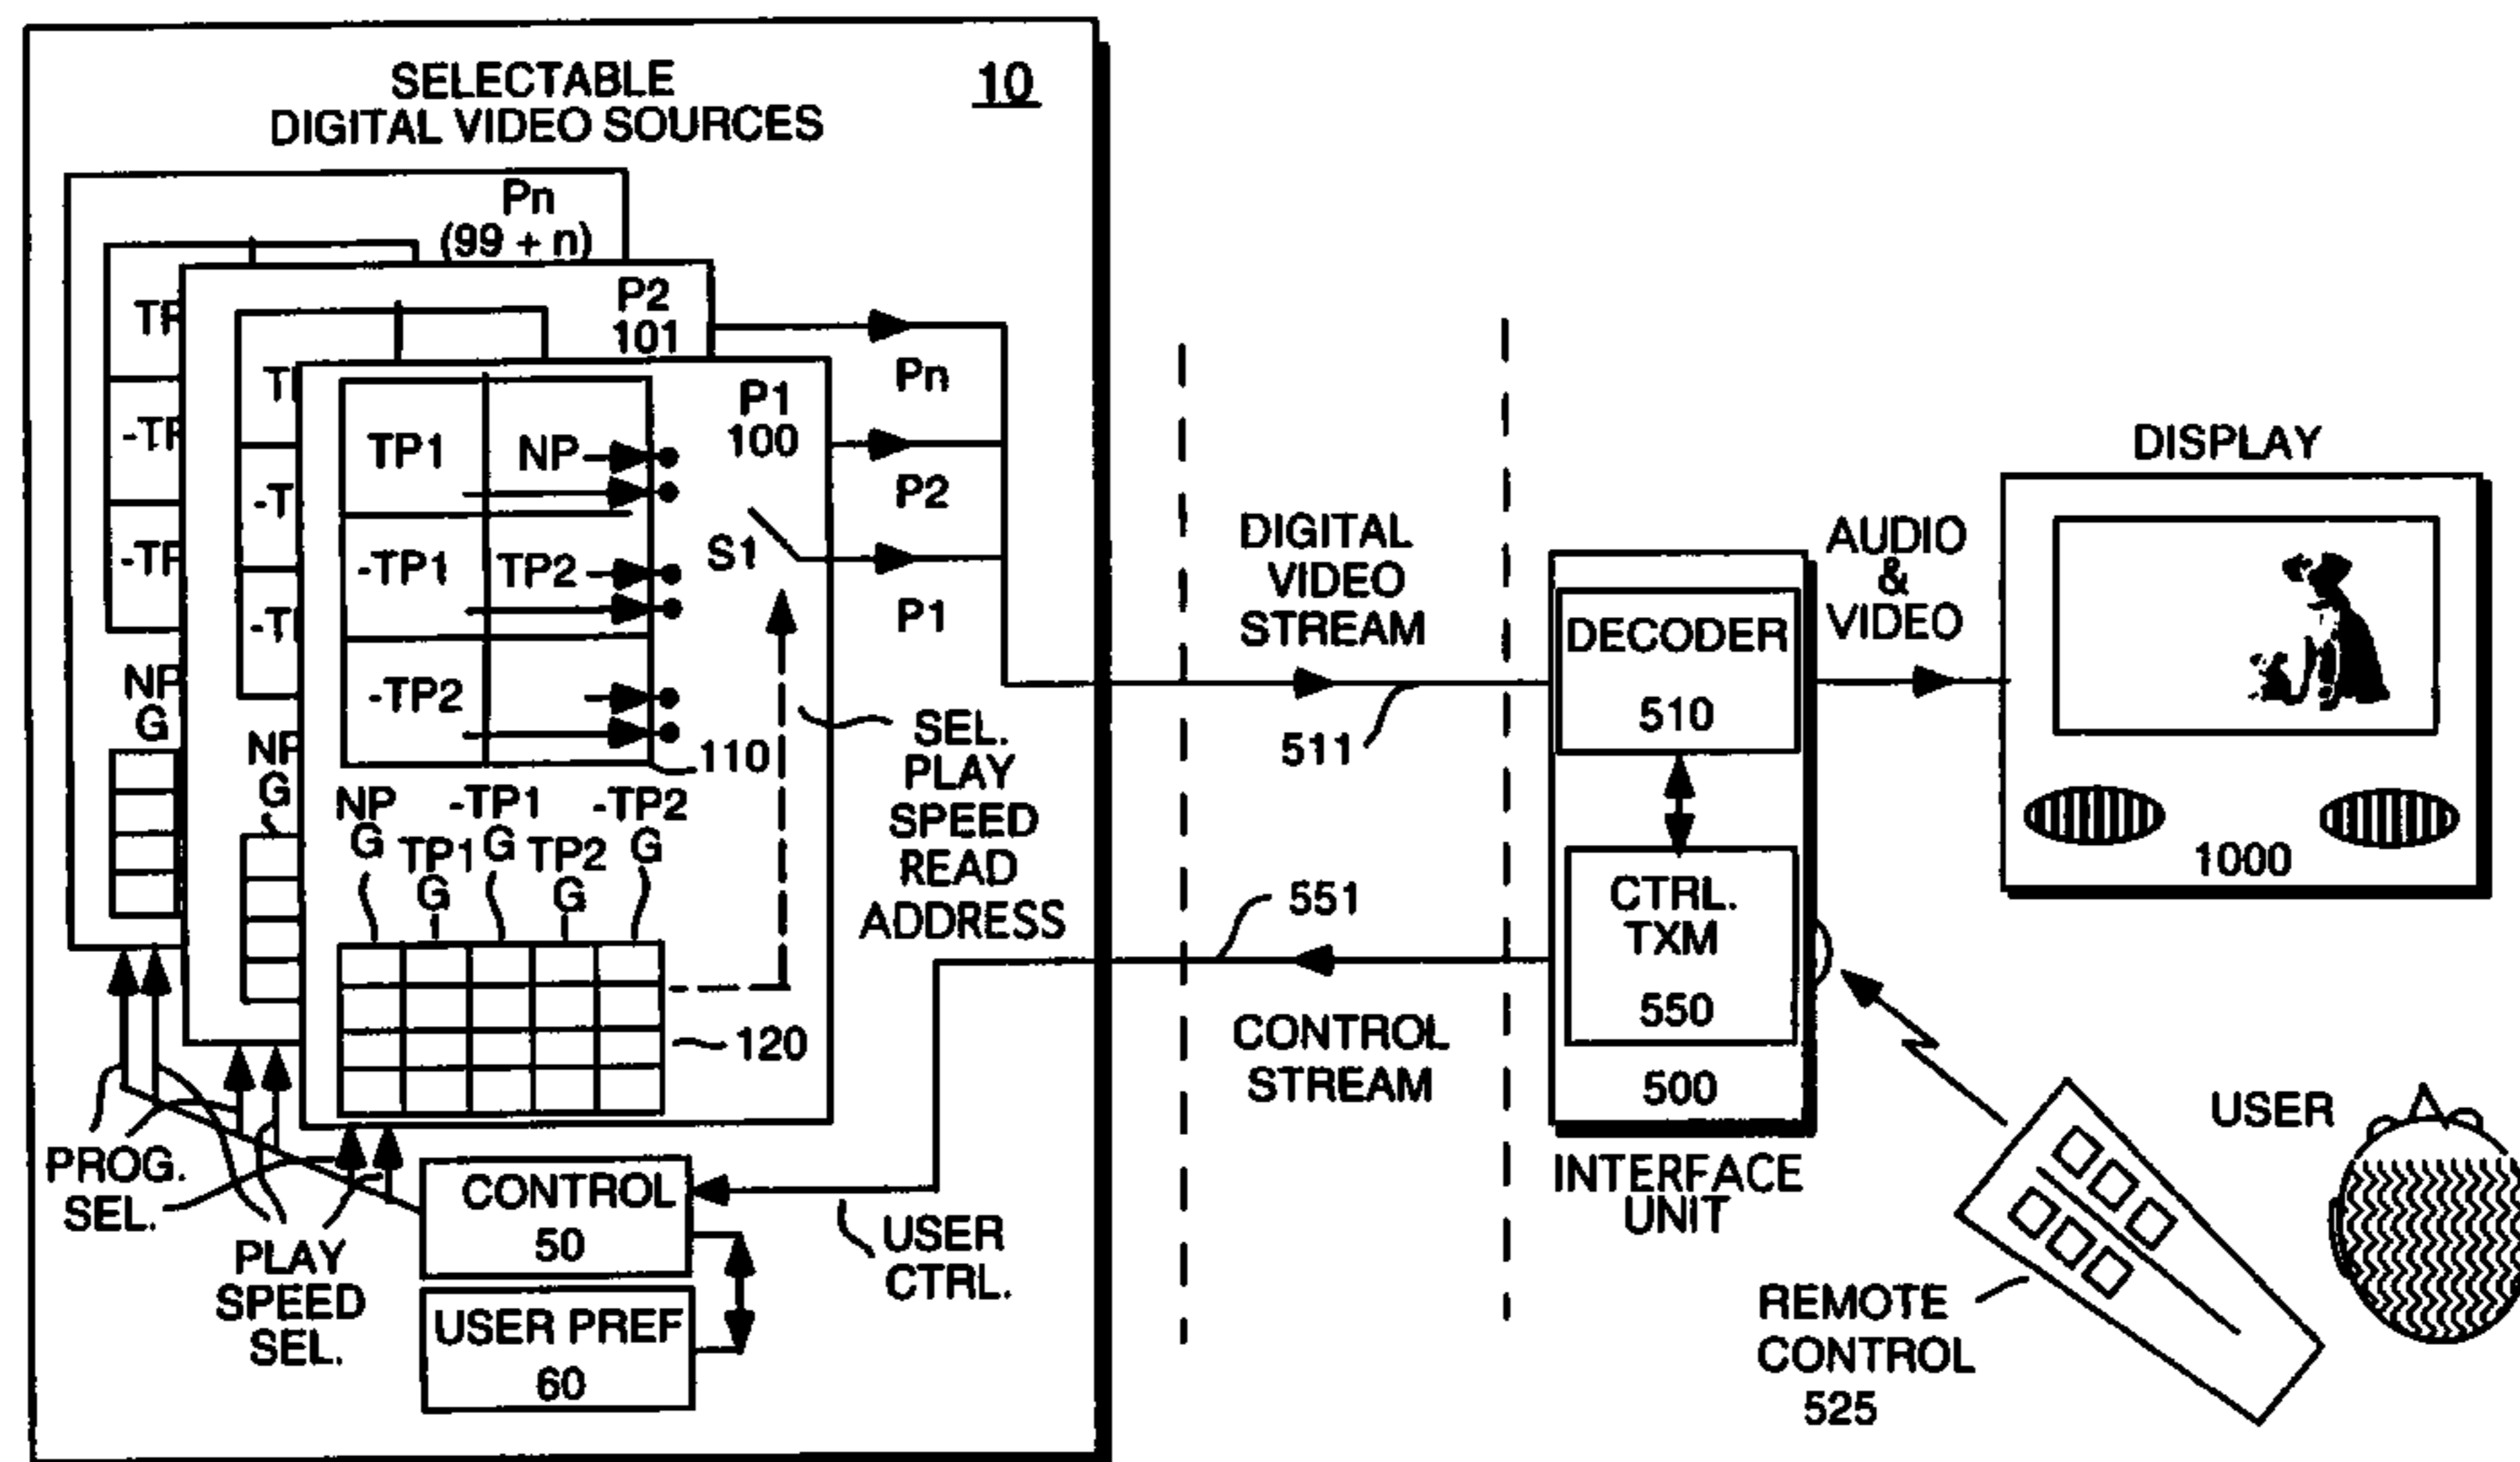 SELECTABLE
DIGITAL VIDEO SOURCES
10
Pn
(99 + n)
TP
-TP
-TP
NP
G
P2
101
T
-T
-T
NP
G
P1
100
TP1
NP
-TP1
TP2
-TP2
S1
110
NP
G
TP1
G
-TP1
G
TP2
G
-TP2
G
120
Pn
P2
P1
SEL.
PLAY
SPEED
READ
ADDRESS
PROG.
SEL.
PLAY
SPEED
SEL.
CONTROL
50
USER PREF
60
USER
CTRL.
DIGITAL
VIDEO
STREAM
511
551
CONTROL
STREAM
DECODER
510
CTRL.
TXM
550
500
INTERFACE
UNIT
AUDIO
&
VIDEO
DISPLAY
1000
USER
REMOTE
CONTROL
525